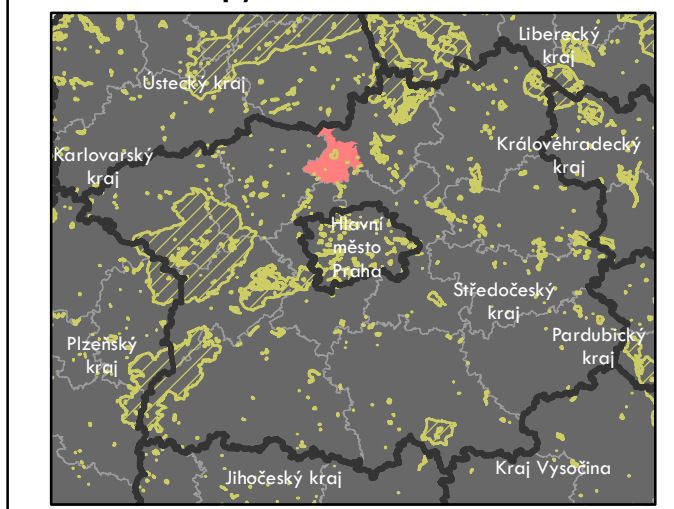 Liberecký
kraj
Ústecký kraj
Karlovarský
kraj
Královéhradecký
kraj
Hlavní
město
Praha
Středočeský
kraj
Plzeňský
kraj
Pardubický
kraj
Jihočeský kraj
Kraj Vysočina